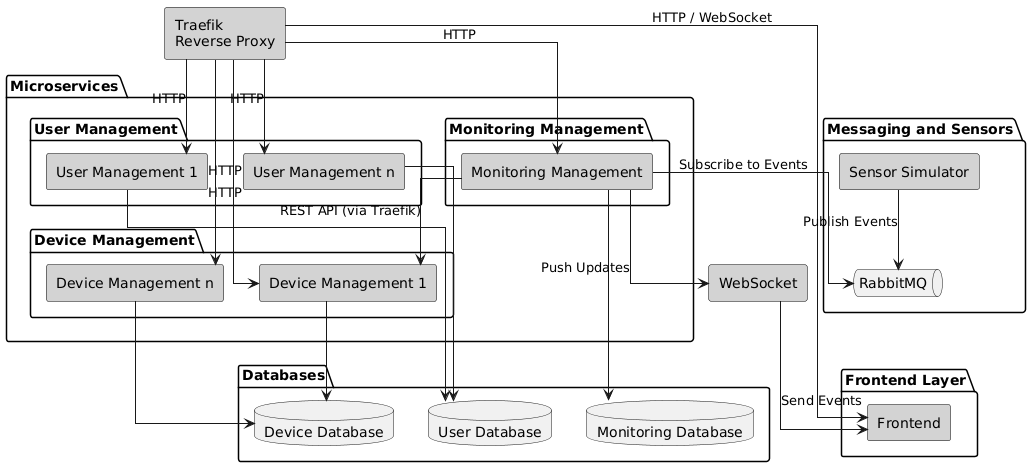 Traefik
Reverse Proxy
HTTP / WebSocket
HTTP
Microservices
HTTP
HTTP
User Management
Monitoring Management
Messaging and Sensors
User Management 1
HTTP
User Management n
Monitoring Management
Subscribe to Events
Sensor Simulator
HTTP
REST API (via Traefik)
Publish Events
Device Management
Device Management n
Device Management 1
Push Updates
WebSocket
RabbitMQ
Databases
Frontend Layer
Send Events
Device Database
User Database
Monitoring Database
Frontend